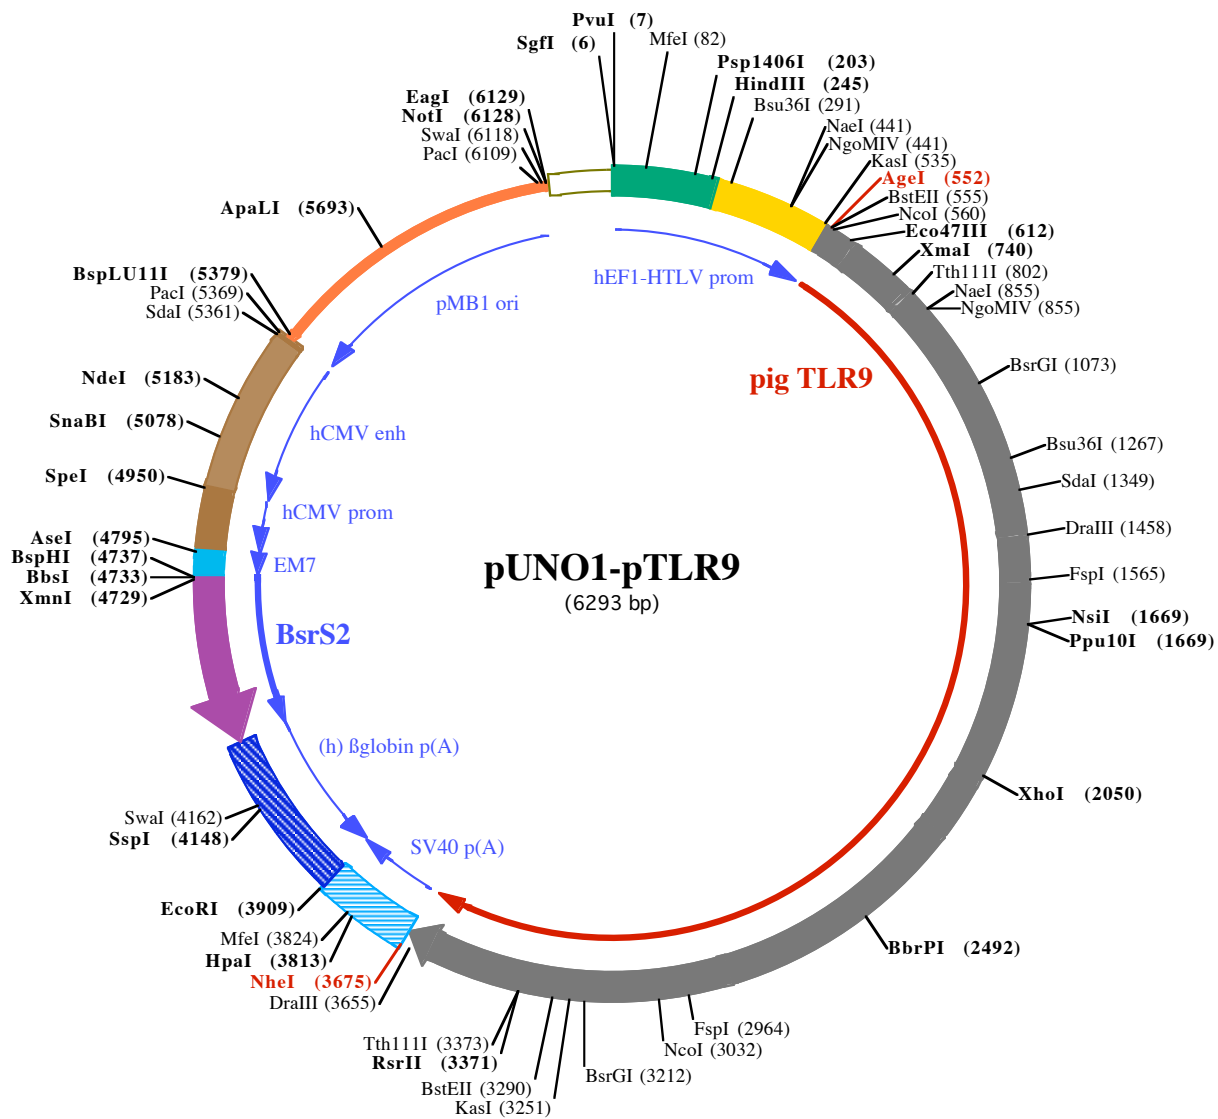 PvuI (7)
SgfI (6)
MfeI (82)
Psp1406I (203)
HindIII (245)
Bsu36I (291)
NaeI (441)
NgoMIV (441)
KasI (535)
AgeI (552)
BstEII (555)
NcoI (560)
Eco47III (612)
XmaI (740)
Tth111I (802)
NaeI (855)
NgoMIV (855)
BsrGI (1073)
Bsu36I (1267)
SdaI (1349)
DraIII (1458)
FspI (1565)
NsiI (1669)
Ppu10I (1669)
XhoI (2050)
BbrPI (2492)
FspI (2964)
NcoI (3032)
BsrGI (3212)
KasI (3251)
BstEII (3290)
RsrII (3371)
Tth111I (3373)
DraIII (3655)
NheI (3675)
HpaI (3813)
MfeI (3824)
EcoRI (3909)
SspI (4148)
SwaI (4162)
XmnI (4729)
BbsI (4733)
BspHI (4737)
AseI (4795)
SpeI (4950)
SnaBI (5078)
NdeI (5183)
SdaI (5361)
PacI (5369)
BspLU11I (5379)
ApaLI (5693)
PacI (6109)
SwaI (6118)
NotI (6128)
EagI (6129)
hEF1-HTLV prom
pig TLR9
SV40 p(A)
(h) ßglobin p(A)
BsrS2
EM7
hCMV prom
hCMV enh
pMB1 ori
pUNO1-pTLR9
(6293 bp)